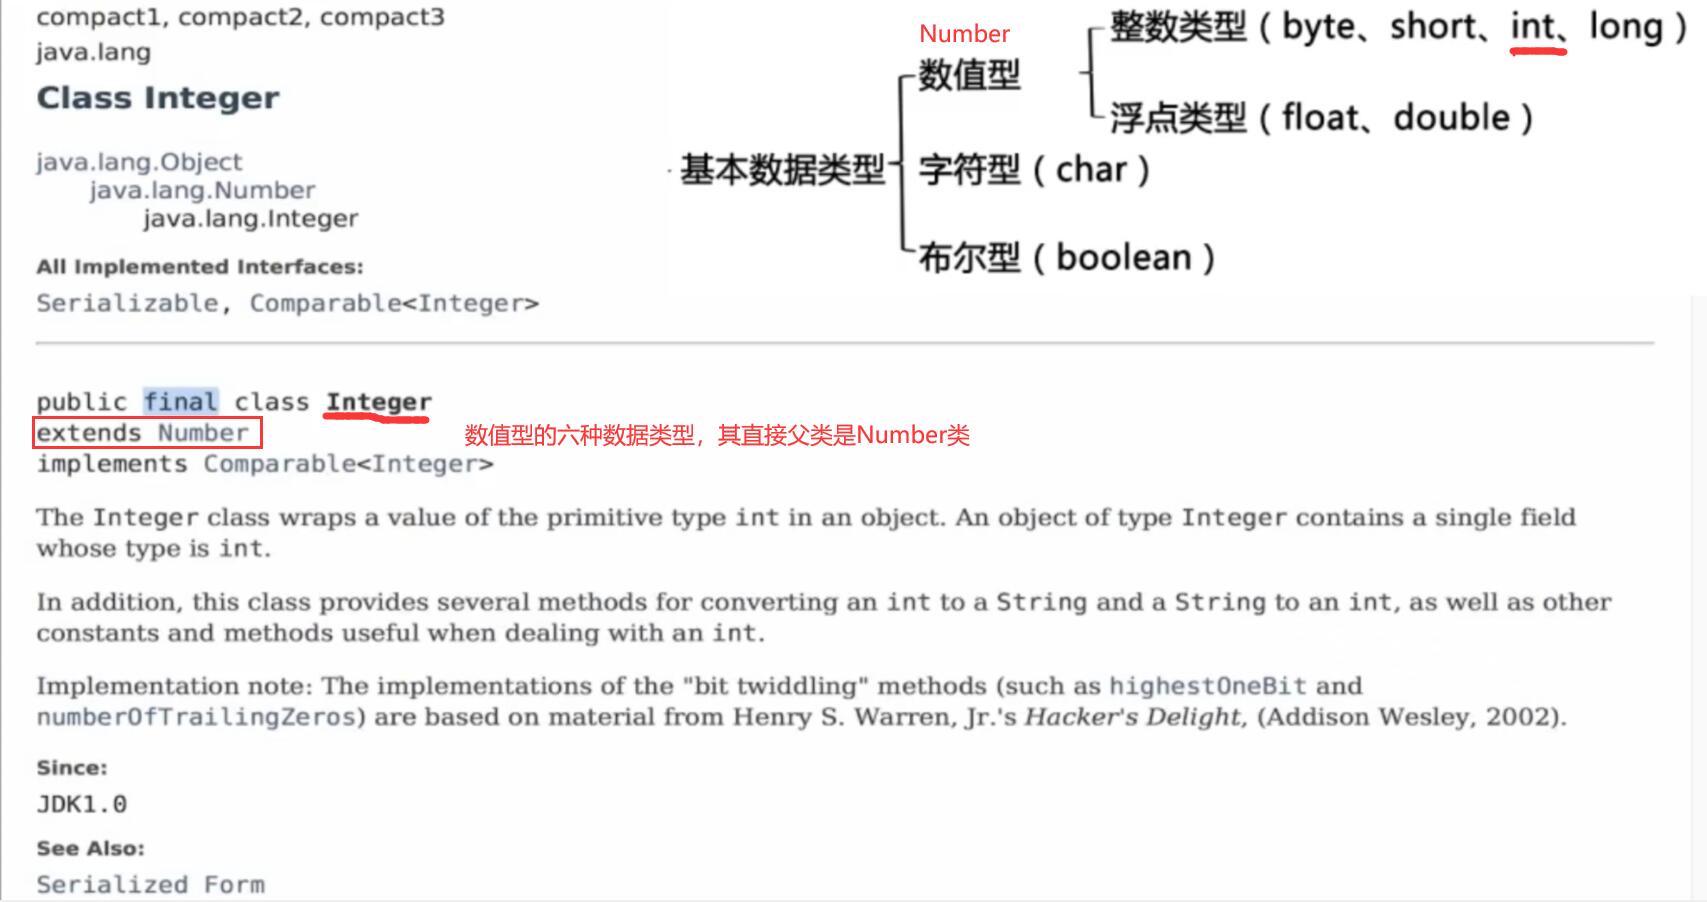 compact1, compact2, compact3
java.lang
Class Integer
java.lang.Object
java.lang.Number
java.lang.Integer
All Implemented Interfaces:
Serializable, Comparable<Integer>
Number
数值型
整数类型（byte、short、int、long）
浮点类型（float、double）
基本数据类型
字符型（char）
布尔型（boolean）
public final class Integer
extends Number
数值型的六种数据类型，其直接父类是Number类
implements Comparable<Integer>
The Integer class wraps a value of the primitive type int in an object. An object of type Integer contains a single field
whose type is int.
In addition, this class provides several methods for converting an int to a String and a String to an int, as well as other
constants and methods useful when dealing with an int.
Implementation note: The implementations of the "bit twiddling" methods (such as highestOneBit and
numberOfTrailingZeros) are based on material from Henry S. Warren, Jr.'s Hacker's Delight, (Addison Wesley, 2002).
Since:
JDK1.0
See Also:
Serialized Form